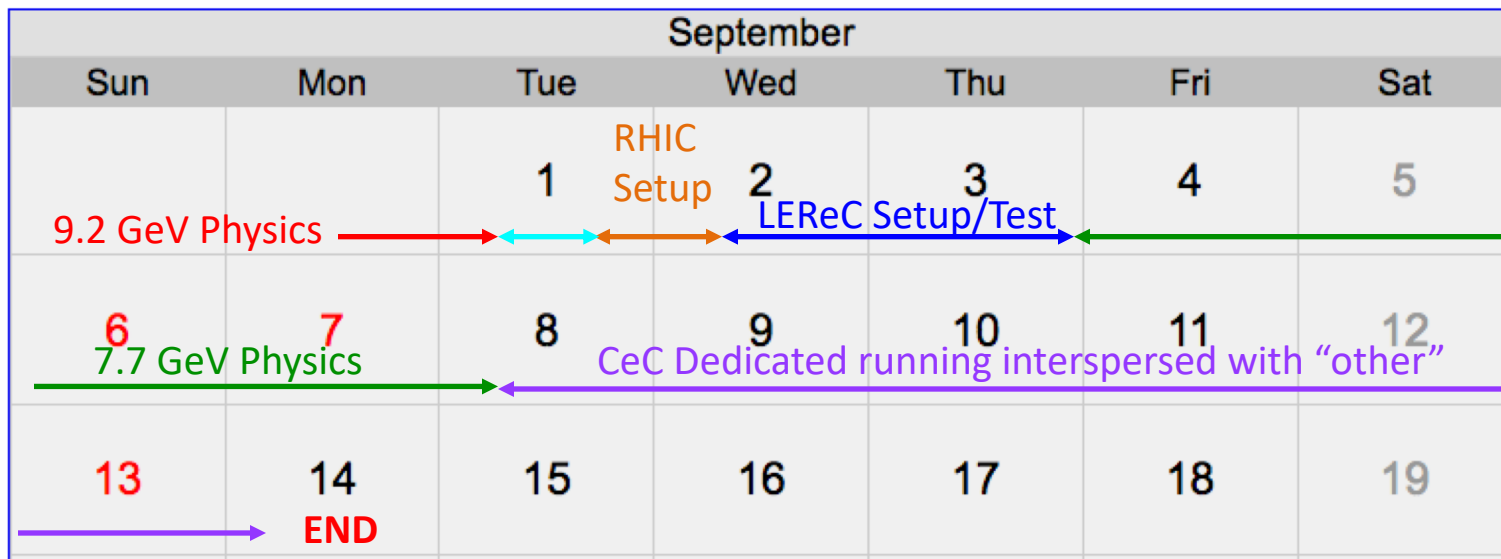 September
Sun Mon Tue Wed Thu Fri Sat
RHIC
Setup
1 2 3 4 5
9.2 GeV Physics LEReC Setup/Test
6 7 8 9 10 11 12
7.7 GeV Physics CeC Dedicated running interspersed with “other”
13 14 15 16 17 18 19
END